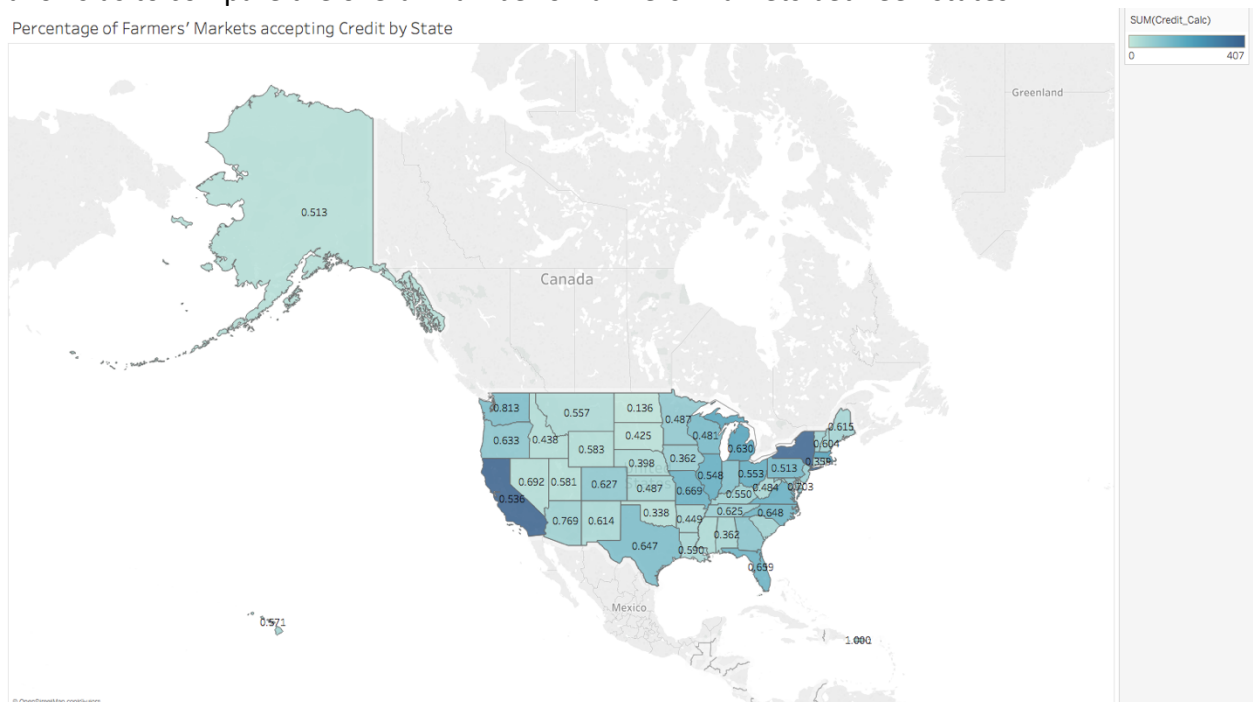 Percentage of Farmers' Markets accepting Credit by State
SUM(Credit_Calc)
0 407
Greenland
0.513
Canada
0.813 0.557 0.136 0.487
0.615
0.633 0.438 0.425 0.481 0.630 0.604
0.583
0.398 0.362 0.513
0.692 0.581 0.627 0.487 0.548 0.553
0.669 0.550 0.484 0.703
0.536
0.338 0.625 0.648
0.769 0.614 0.449 0.362
0.647 0.590
Mexico
0.571
1.000